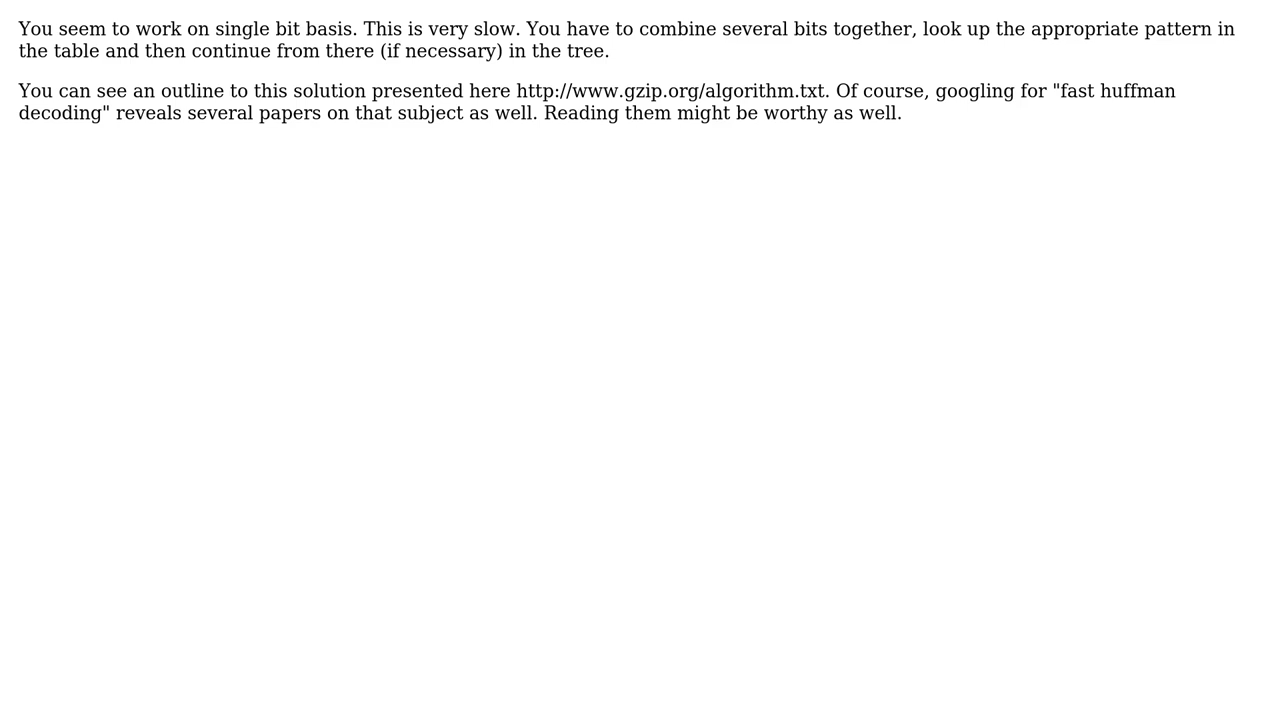 You seem to work on single bit basis. This is very slow. You have to combine several bits together, look up the appropriate pattern in
the table and then continue from there (if necessary) in the tree.
You can see an outline to this solution presented here http://www.gzip.org/algorithm.txt. Of course, googling for "fast huffman
decoding" reveals several papers on that subject as well. Reading them might be worthy as well.